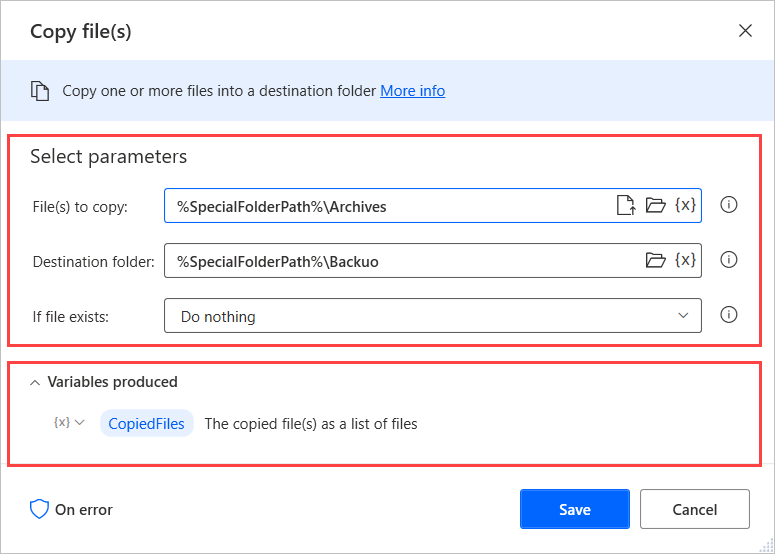 Copy file(s)
Copy one or more files into a destination folder More info
Select parameters
File(s) to copy: %SpecialFolderPath%\Archives {x}
Destination folder: %SpecialFolderPath%\Backuo {x}
If file exists: Do nothing
Variables produced
{x} CopiedFiles The copied file(s) as a list of files
On error Save Cancel